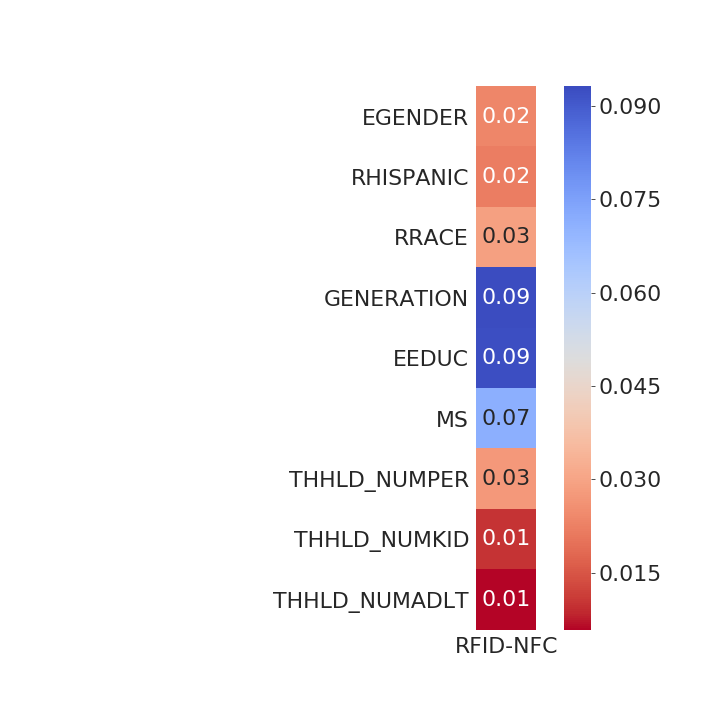 EGENDER 0.02
RHISPANIC 0.02
RRACE 0.03
GENERATION 0.09
EEDUC 0.09
MS 0.07
THHLD_NUMPER 0.03
THHLD_NUMKID 0.01
THHLD_NUMADLT 0.01
RFID-NFC
0.090
0.075
0.060
0.045
0.030
0.015